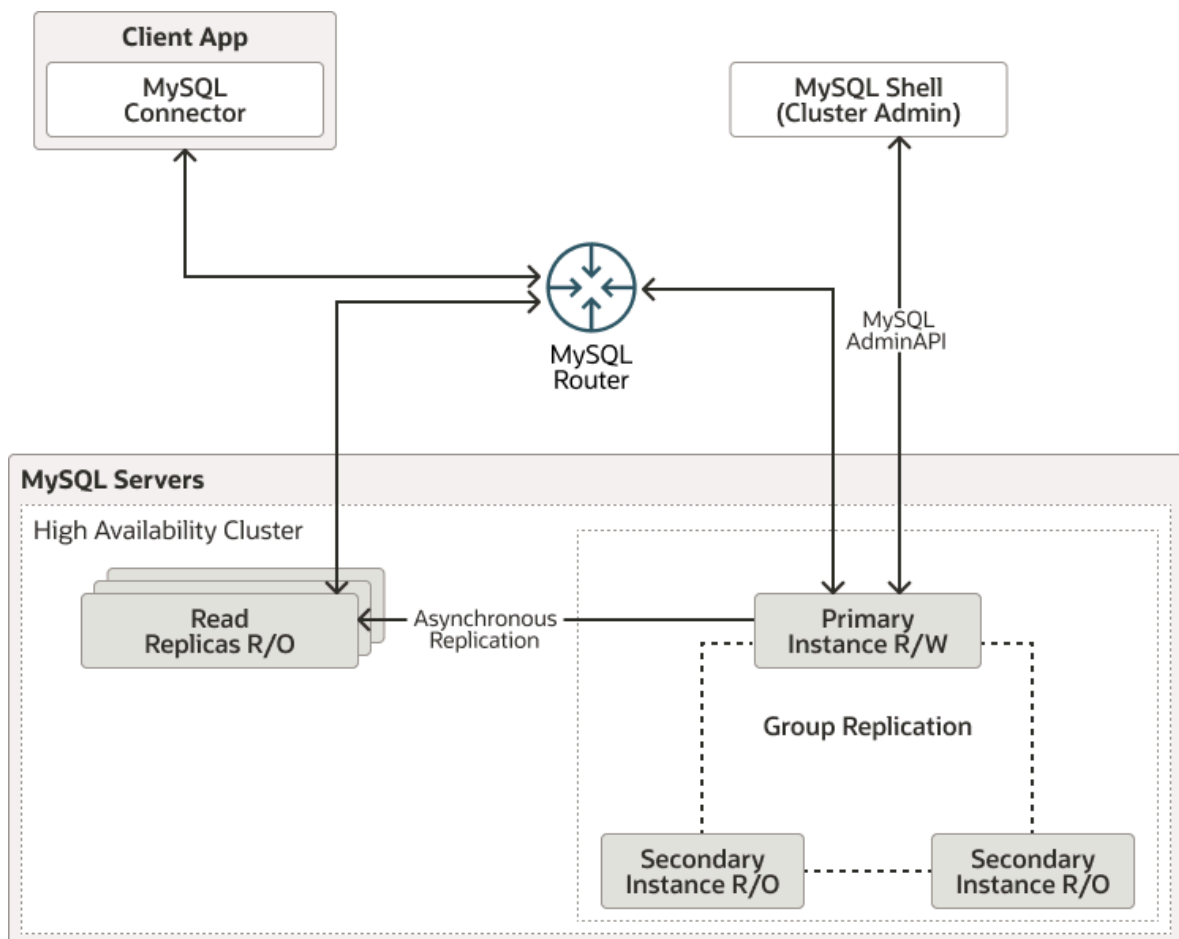 Client App
MySQL
Connector
MySQL Shell
(Cluster Admin)
MySQL
Router
MySQL
AdminAPI
MySQL Servers
High Availability Cluster
Read
Replicas R/O
Asynchronous
Replication
Primary
Instance R/W
Group Replication
Secondary
Instance R/O
Secondary
Instance R/O